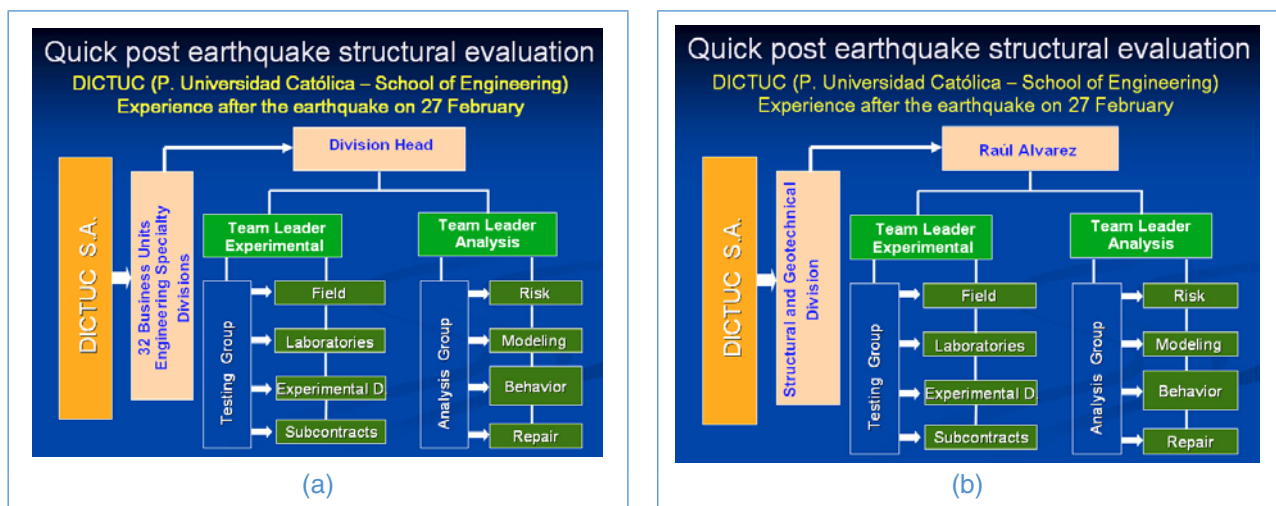 Quick post earthquake structural evaluation
DICTUC (P. Universidad Católica – School of Engineering)
Experience after the earthquake on 27 February
Division Head
DICTUC S.A.
32 Business Units
Engineering Specialty
Divisions
Team Leader
Experimental
Team Leader
Analysis
Testing Group
Field
Laboratories
Experimental D.
Subcontracts
Analysis Group
Risk
Modeling
Behavior
Repair
(a)
Quick post earthquake structural evaluation
DICTUC (P. Universidad Católica – School of Engineering)
Experience after the earthquake on 27 February
Raúl Alvarez
DICTUC S.A.
Structural and Geotechnical
Division
Team Leader
Experimental
Team Leader
Analysis
Testing Group
Field
Laboratories
Experimental D.
Subcontracts
Analysis Group
Risk
Modeling
Behavior
Repair
(b)